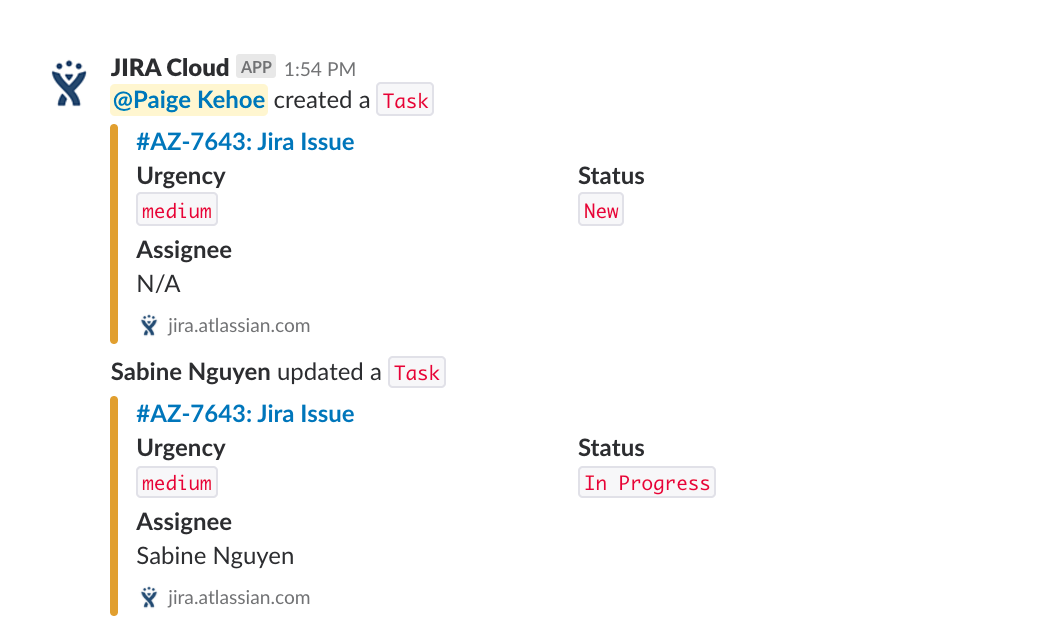 JIRA Cloud APP 1:54 PM
@Paige Kehoe created a Task
#AZ-7643: Jira Issue
Urgency Status
medium New
Assignee
N/A
jira.atlassian.com
Sabine Nguyen updated a Task
#AZ-7643: Jira Issue
Urgency Status
medium In Progress
Assignee
Sabine Nguyen
jira.atlassian.com